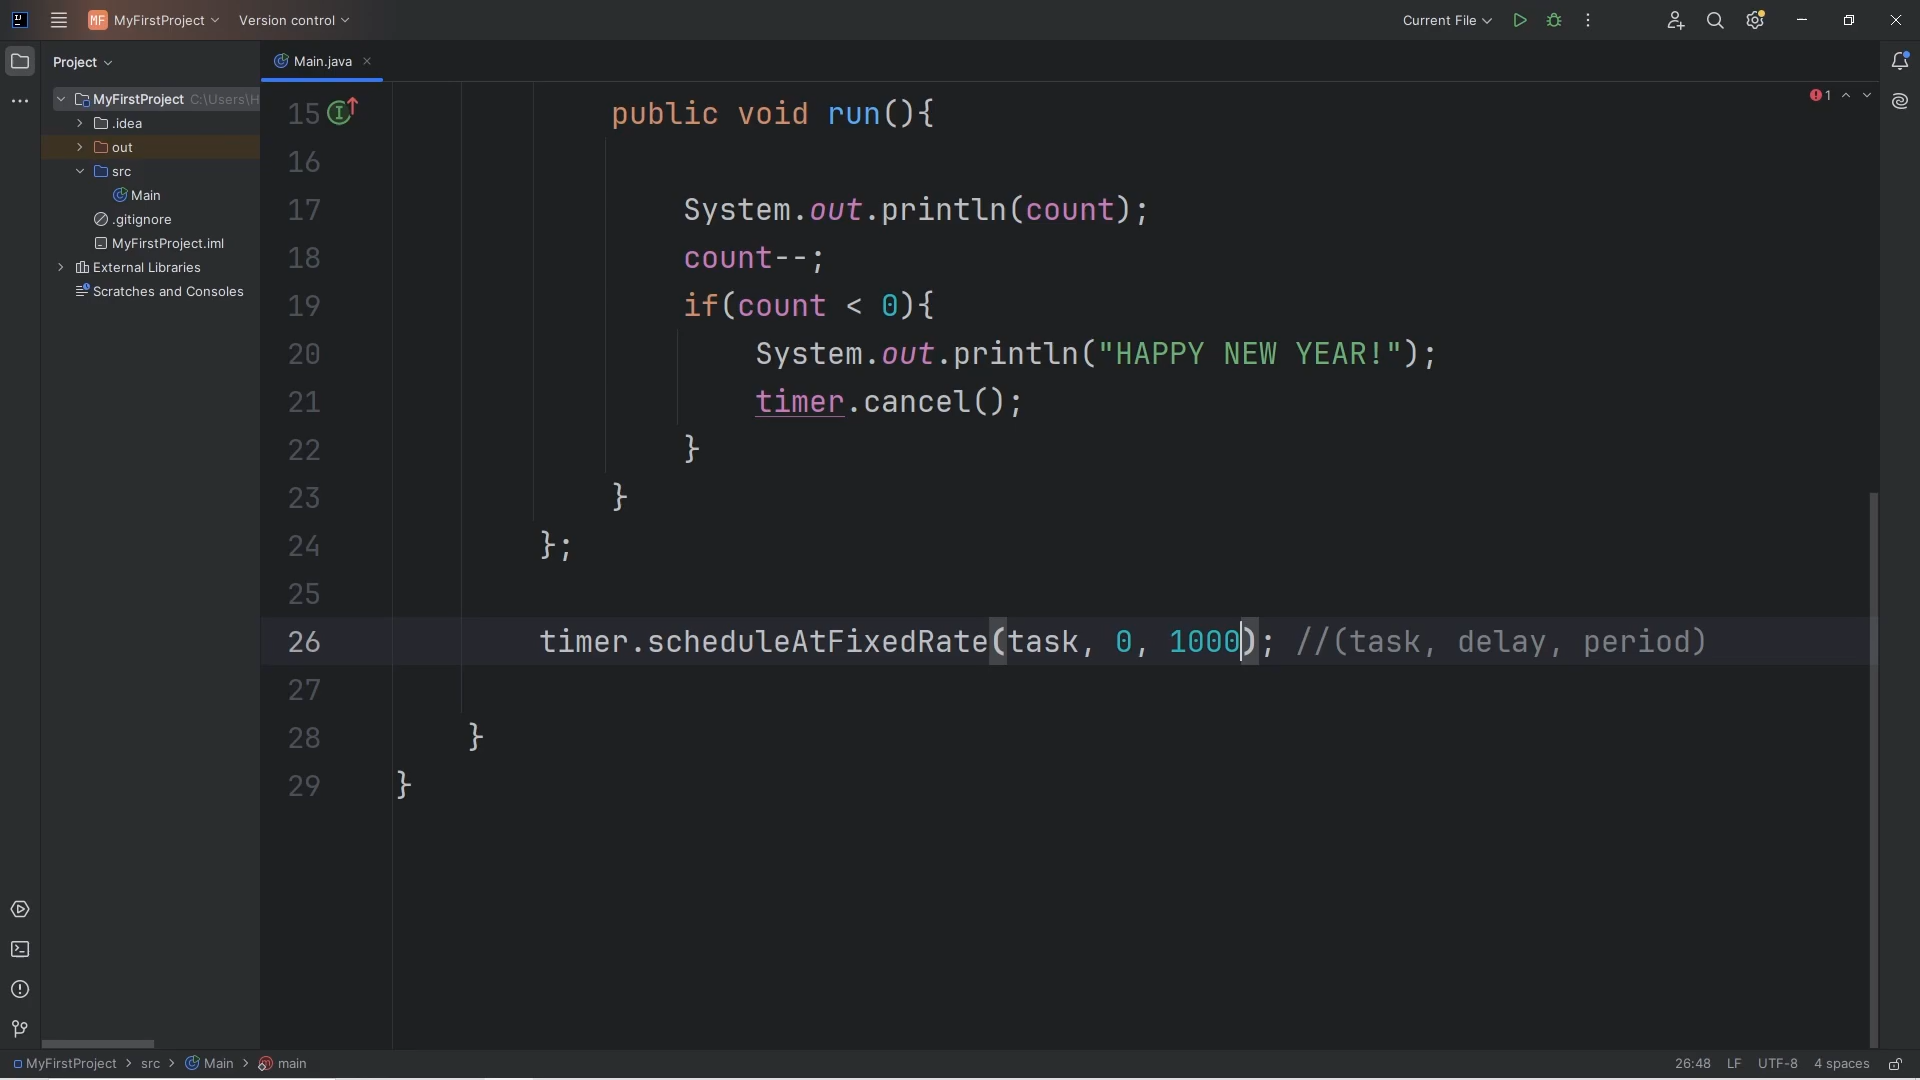 MF MyFirstProject Version control Current File
Project
Main.java
MyFirstProject C:\Users\H
.idea
out
src
Main
.gitignore
MyFirstProject.iml
External Libraries
Scratches and Consoles
1
15 public void run(){
16
17 System.out.println(count);
18 count--;
19 if(count < 0){
20 System.out.println("HAPPY NEW YEAR!");
21 timer.cancel();
22 }
23 }
24 };
25
26 timer.scheduleAtFixedRate(task, 0, 1000); //(task, delay, period)
27
28 }
29 }
MyFirstProject > src > Main > main 26:48 LF UTF-8 4 spaces